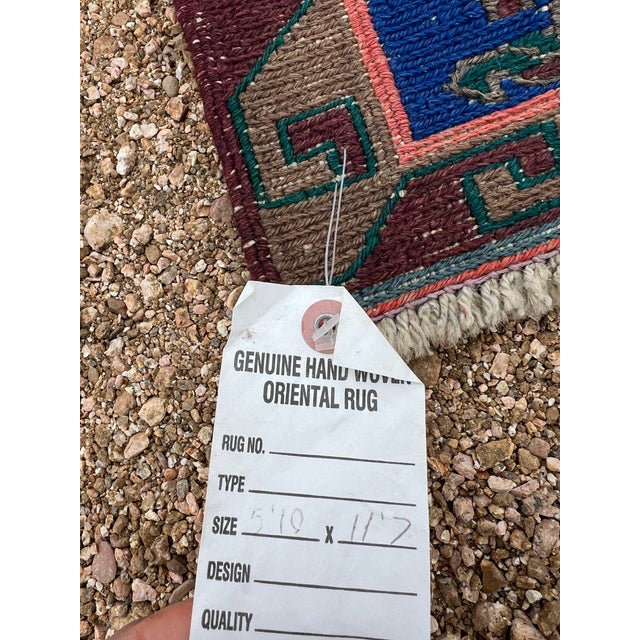 GENUINE HAND WOVEN
ORIENTAL RUG
RUG NO.
TYPE
SIZE 5'10 X 11'7
DESIGN
QUALITY